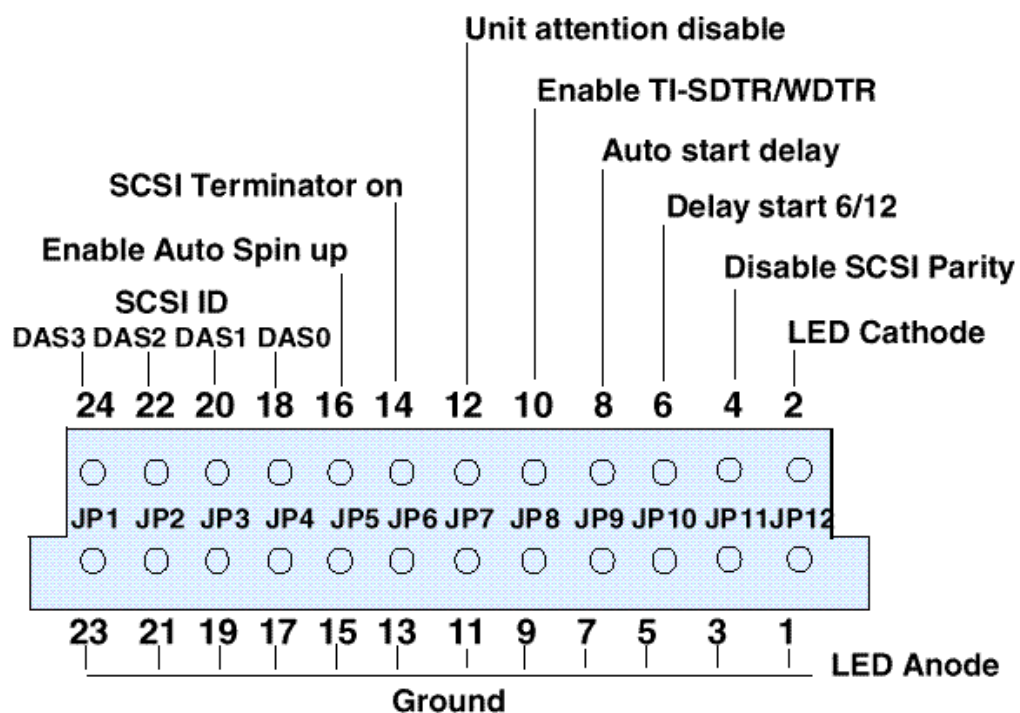 Unit attention disable
Enable TI-SDTR/WDTR
Auto start delay
SCSI Terminator on
Delay start 6/12
Enable Auto Spin up
Disable SCSI Parity
SCSI ID
LED Cathode
DAS3 DAS2 DAS1 DAS0
24 22 20 18 16 14 12 10 8 6 4 2
JP1 JP2 JP3 JP4 JP5 JP6 JP7 JP8 JP9 JP10 JP11 JP12
23 21 19 17 15 13 11 9 7 5 3 1
LED Anode
Ground